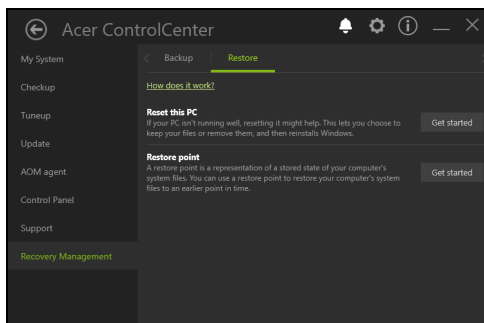 Acer ControlCenter
My System
Checkup
Tuneup
Update
AOM agent
Control Panel
Support
Recovery Management
Backup
Restore
How does it work?
Reset this PC
If your PC isn't running well, resetting it might help. This lets you choose to
keep your files or remove them, and then reinstalls Windows.
Get started
Restore point
A restore point is a representation of a stored state of your computer's
system files. You can use a restore point to restore your computer's system
files to an earlier point in time.
Get started